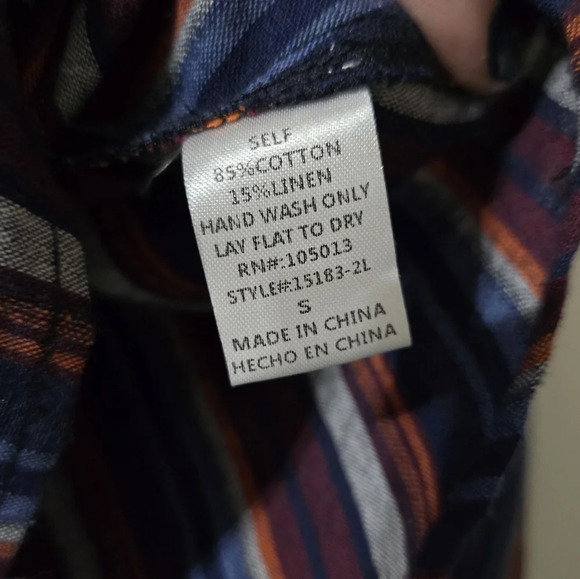 SELF
85%COTTON
15%LINEN
HAND WASH ONLY
LAY FLAT TO DRY
RN#:105013
STYLE#:15183-2L
S
MADE IN CHINA
HECHO EN CHINA